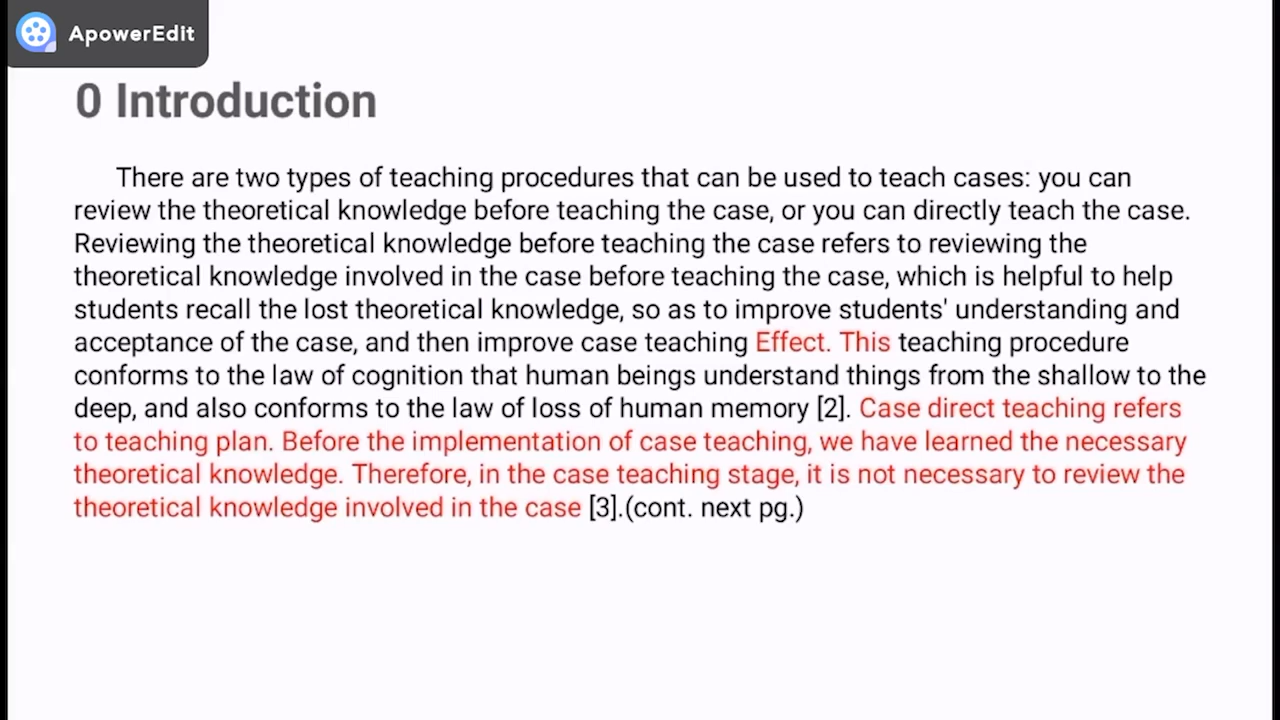 ApowerEdit
0 Introduction
There are two types of teaching procedures that can be used to teach cases: you can
review the theoretical knowledge before teaching the case, or you can directly teach the case.
Reviewing the theoretical knowledge before teaching the case refers to reviewing the
theoretical knowledge involved in the case before teaching the case, which is helpful to help
students recall the lost theoretical knowledge, so as to improve students' understanding and
acceptance of the case, and then improve case teaching Effect. This teaching procedure
conforms to the law of cognition that human beings understand things from the shallow to the
deep, and also conforms to the law of loss of human memory [2]. Case direct teaching refers
to teaching plan. Before the implementation of case teaching, we have learned the necessary
theoretical knowledge. Therefore, in the case teaching stage, it is not necessary to review the
theoretical knowledge involved in the case [3].(cont. next pg.)